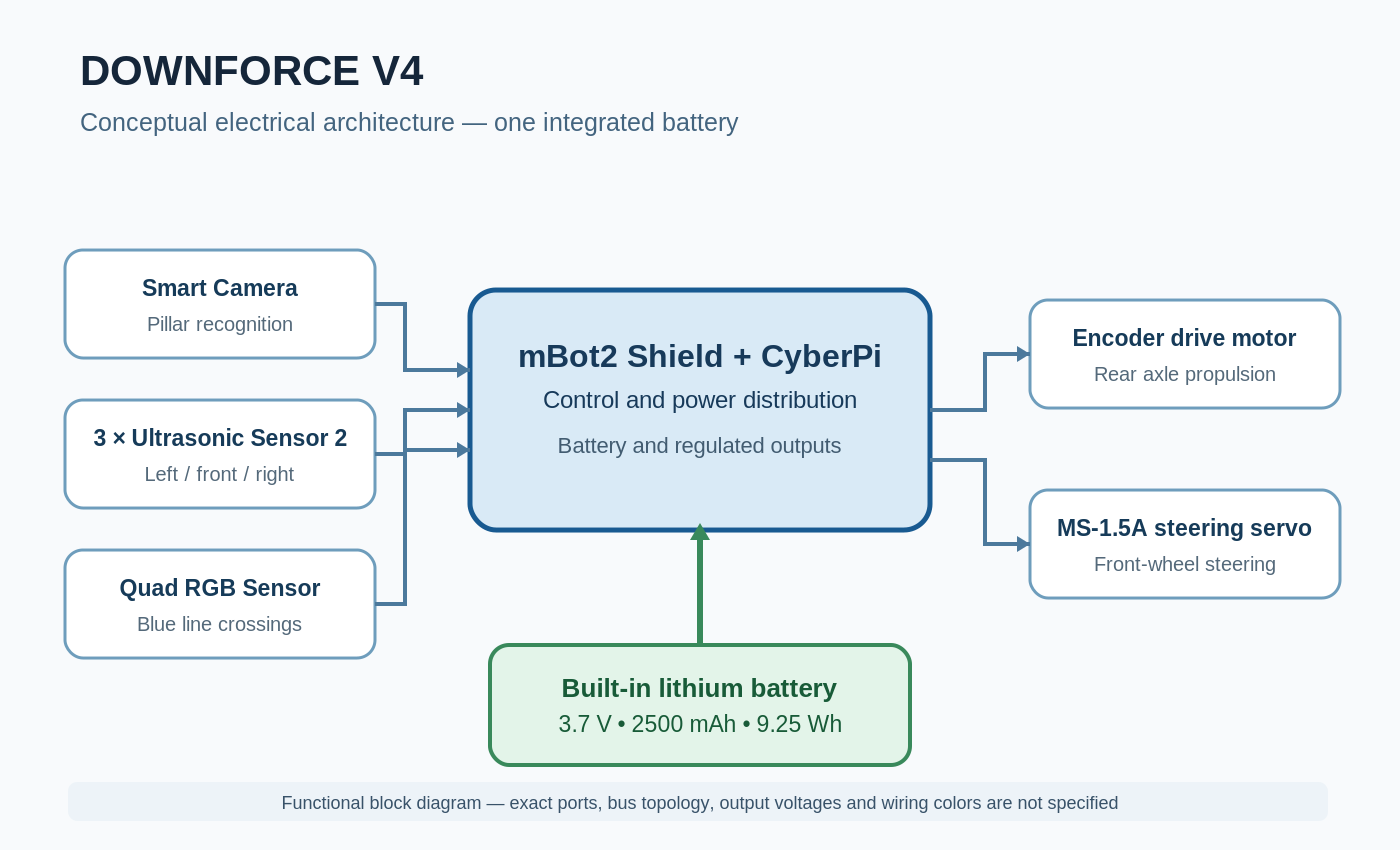 DOWNFORCE V4
Conceptual electrical architecture — one integrated battery
Smart Camera
Pillar recognition
3 × Ultrasonic Sensor 2
Left / front / right
Quad RGB Sensor
Blue line crossings
mBot2 Shield + CyberPi
Control and power distribution
Battery and regulated outputs
Encoder drive motor
Rear axle propulsion
MS-1.5A steering servo
Front-wheel steering
Built-in lithium battery
3.7 V • 2500 mAh • 9.25 Wh
Functional block diagram — exact ports, bus topology, output voltages and wiring colors are not specified